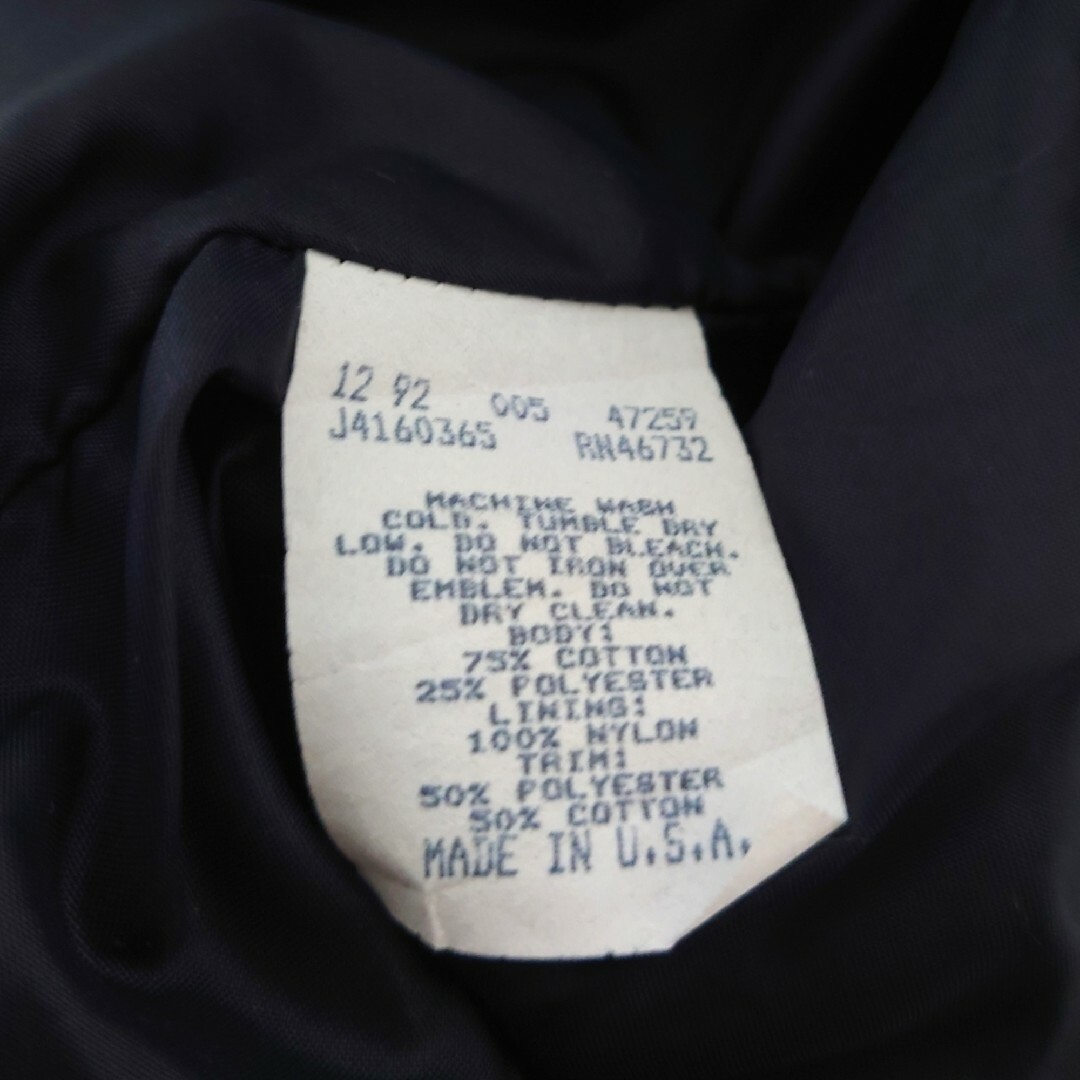 12 92 005 47259
J4160365 RN46732
MACHINE WASH
COLD. TUMBLE DRY
LOW. DO NOT BLEACH.
DO NOT IRON OVER
EMBLEM. DO NOT
DRY CLEAN.
BODY:
75% COTTON
25% POLYESTER
LINING:
100% NYLON
TRIM:
50% POLYESTER
50% COTTON
MADE IN U.S.A.